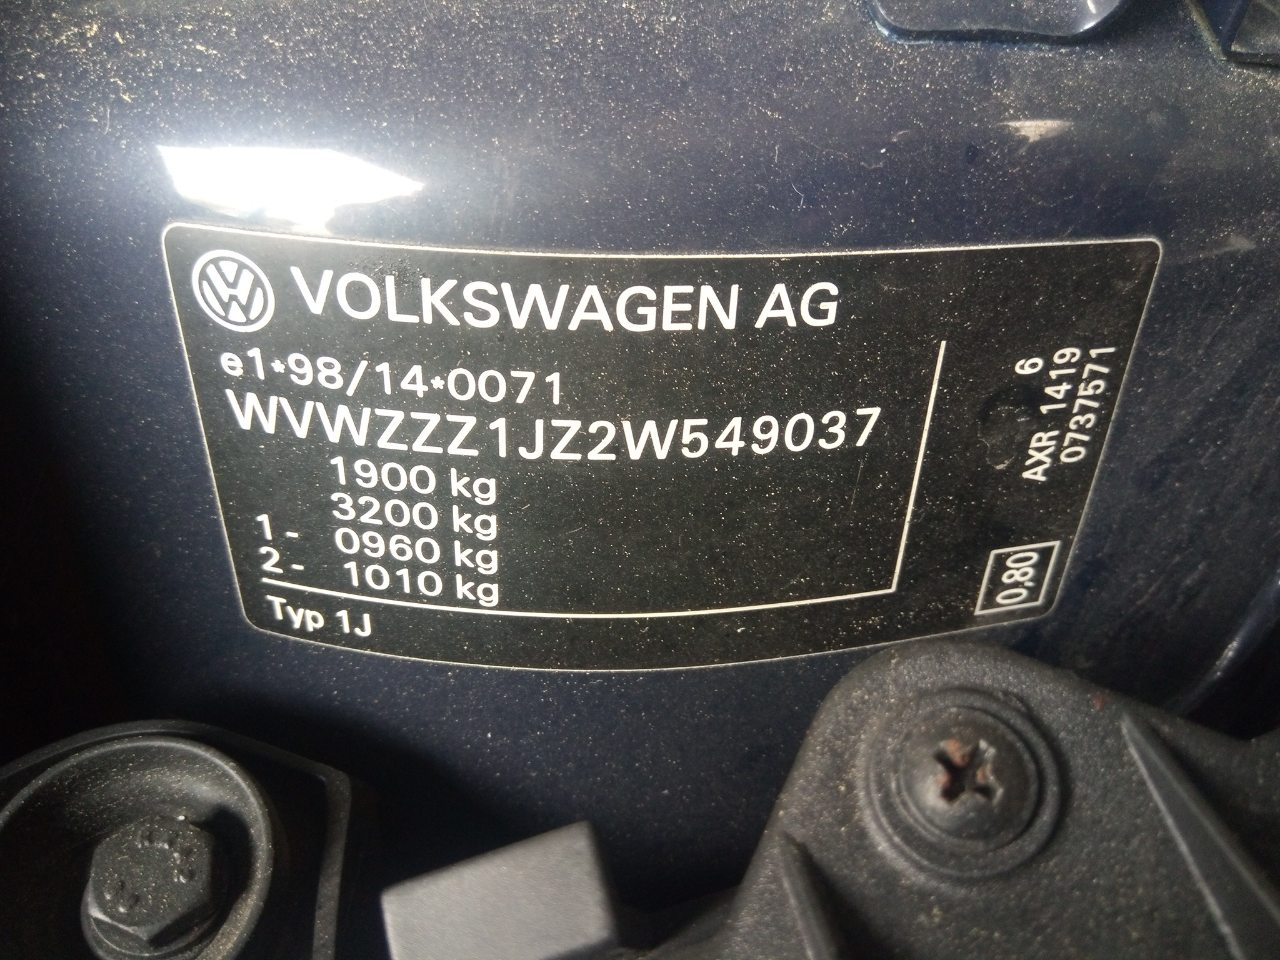 VOLKSWAGEN AG
e1*98/14*0071
WVWZZZ1JZ2W549037
1900 kg
3200 kg
1- 0960 kg
2- 1010 kg
Typ 1J
6
AXR 1419
0737571
0,80